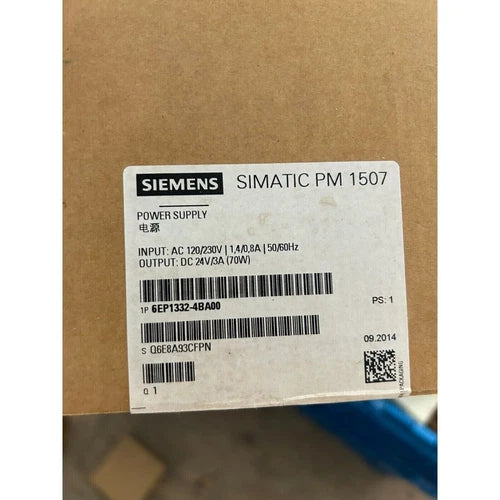 SIEMENS SIMATIC PM 1507
POWER SUPPLY
电源
INPUT: AC 120/230V | 1,4/0,8A | 50/60Hz
OUTPUT: DC 24V/3A (70W)
1P 6EP1332-4BA00
PS: 1
S Q6E8A93CFPN
09.2014
Q 1
PACKAGING